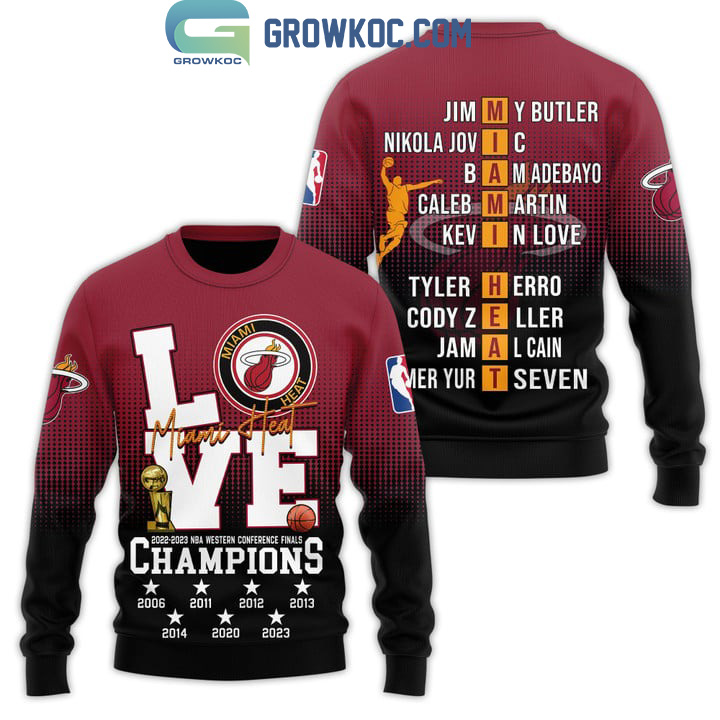 GROWKOC.COM
GROWKOC
JIMMY BUTLER
NIKOLA JOVIC
BAM ADEBAYO
CALEB MARTIN
KEVIN LOVE
TYLER HERRO
CODY ZELLER
JAMAL CAIN
MER YURTSEVEN
LOVE
MIAMI
HEAT
Miami Heat
2022-2023 NBA WESTERN CONFERENCE FINALS
CHAMPIONS
2006 2011 2012 2013
2014 2020 2023